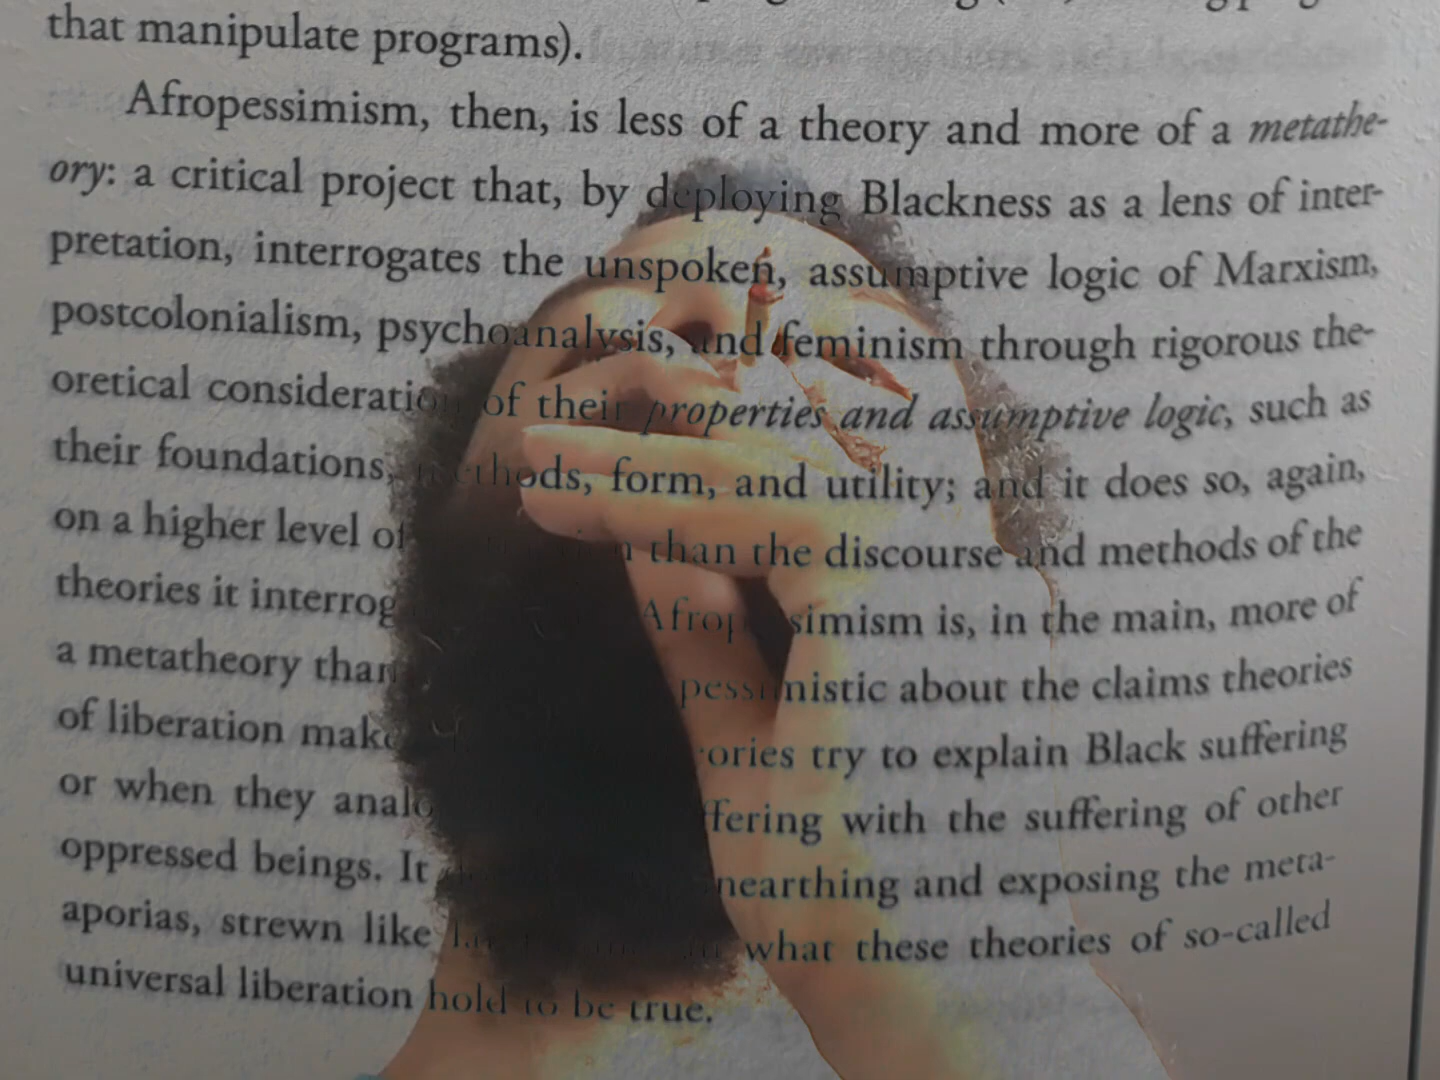 that manipulate programs).
Afropessimism, then, is less of a theory and more of a metathe-
ory: a critical project that, by deploying Blackness as a lens of inter-
pretation, interrogates the unspoken, assumptive logic of Marxism,
postcolonialism, psychoanalysis, and feminism through rigorous the-
oretical consideration of their properties and assumptive logic, such as
their foundations, methods, form, and utility; and it does so, again,
on a higher level of than the discourse and methods of the
theories it interrog Afropessimism is, in the main, more of
a metatheory than pessimistic about the claims theories
of liberation make ories try to explain Black suffering
or when they analo ffering with the suffering of other
oppressed beings. It nearthing and exposing the meta-
aporias, strewn like what these theories of so-called
universal liberation hold to be true.